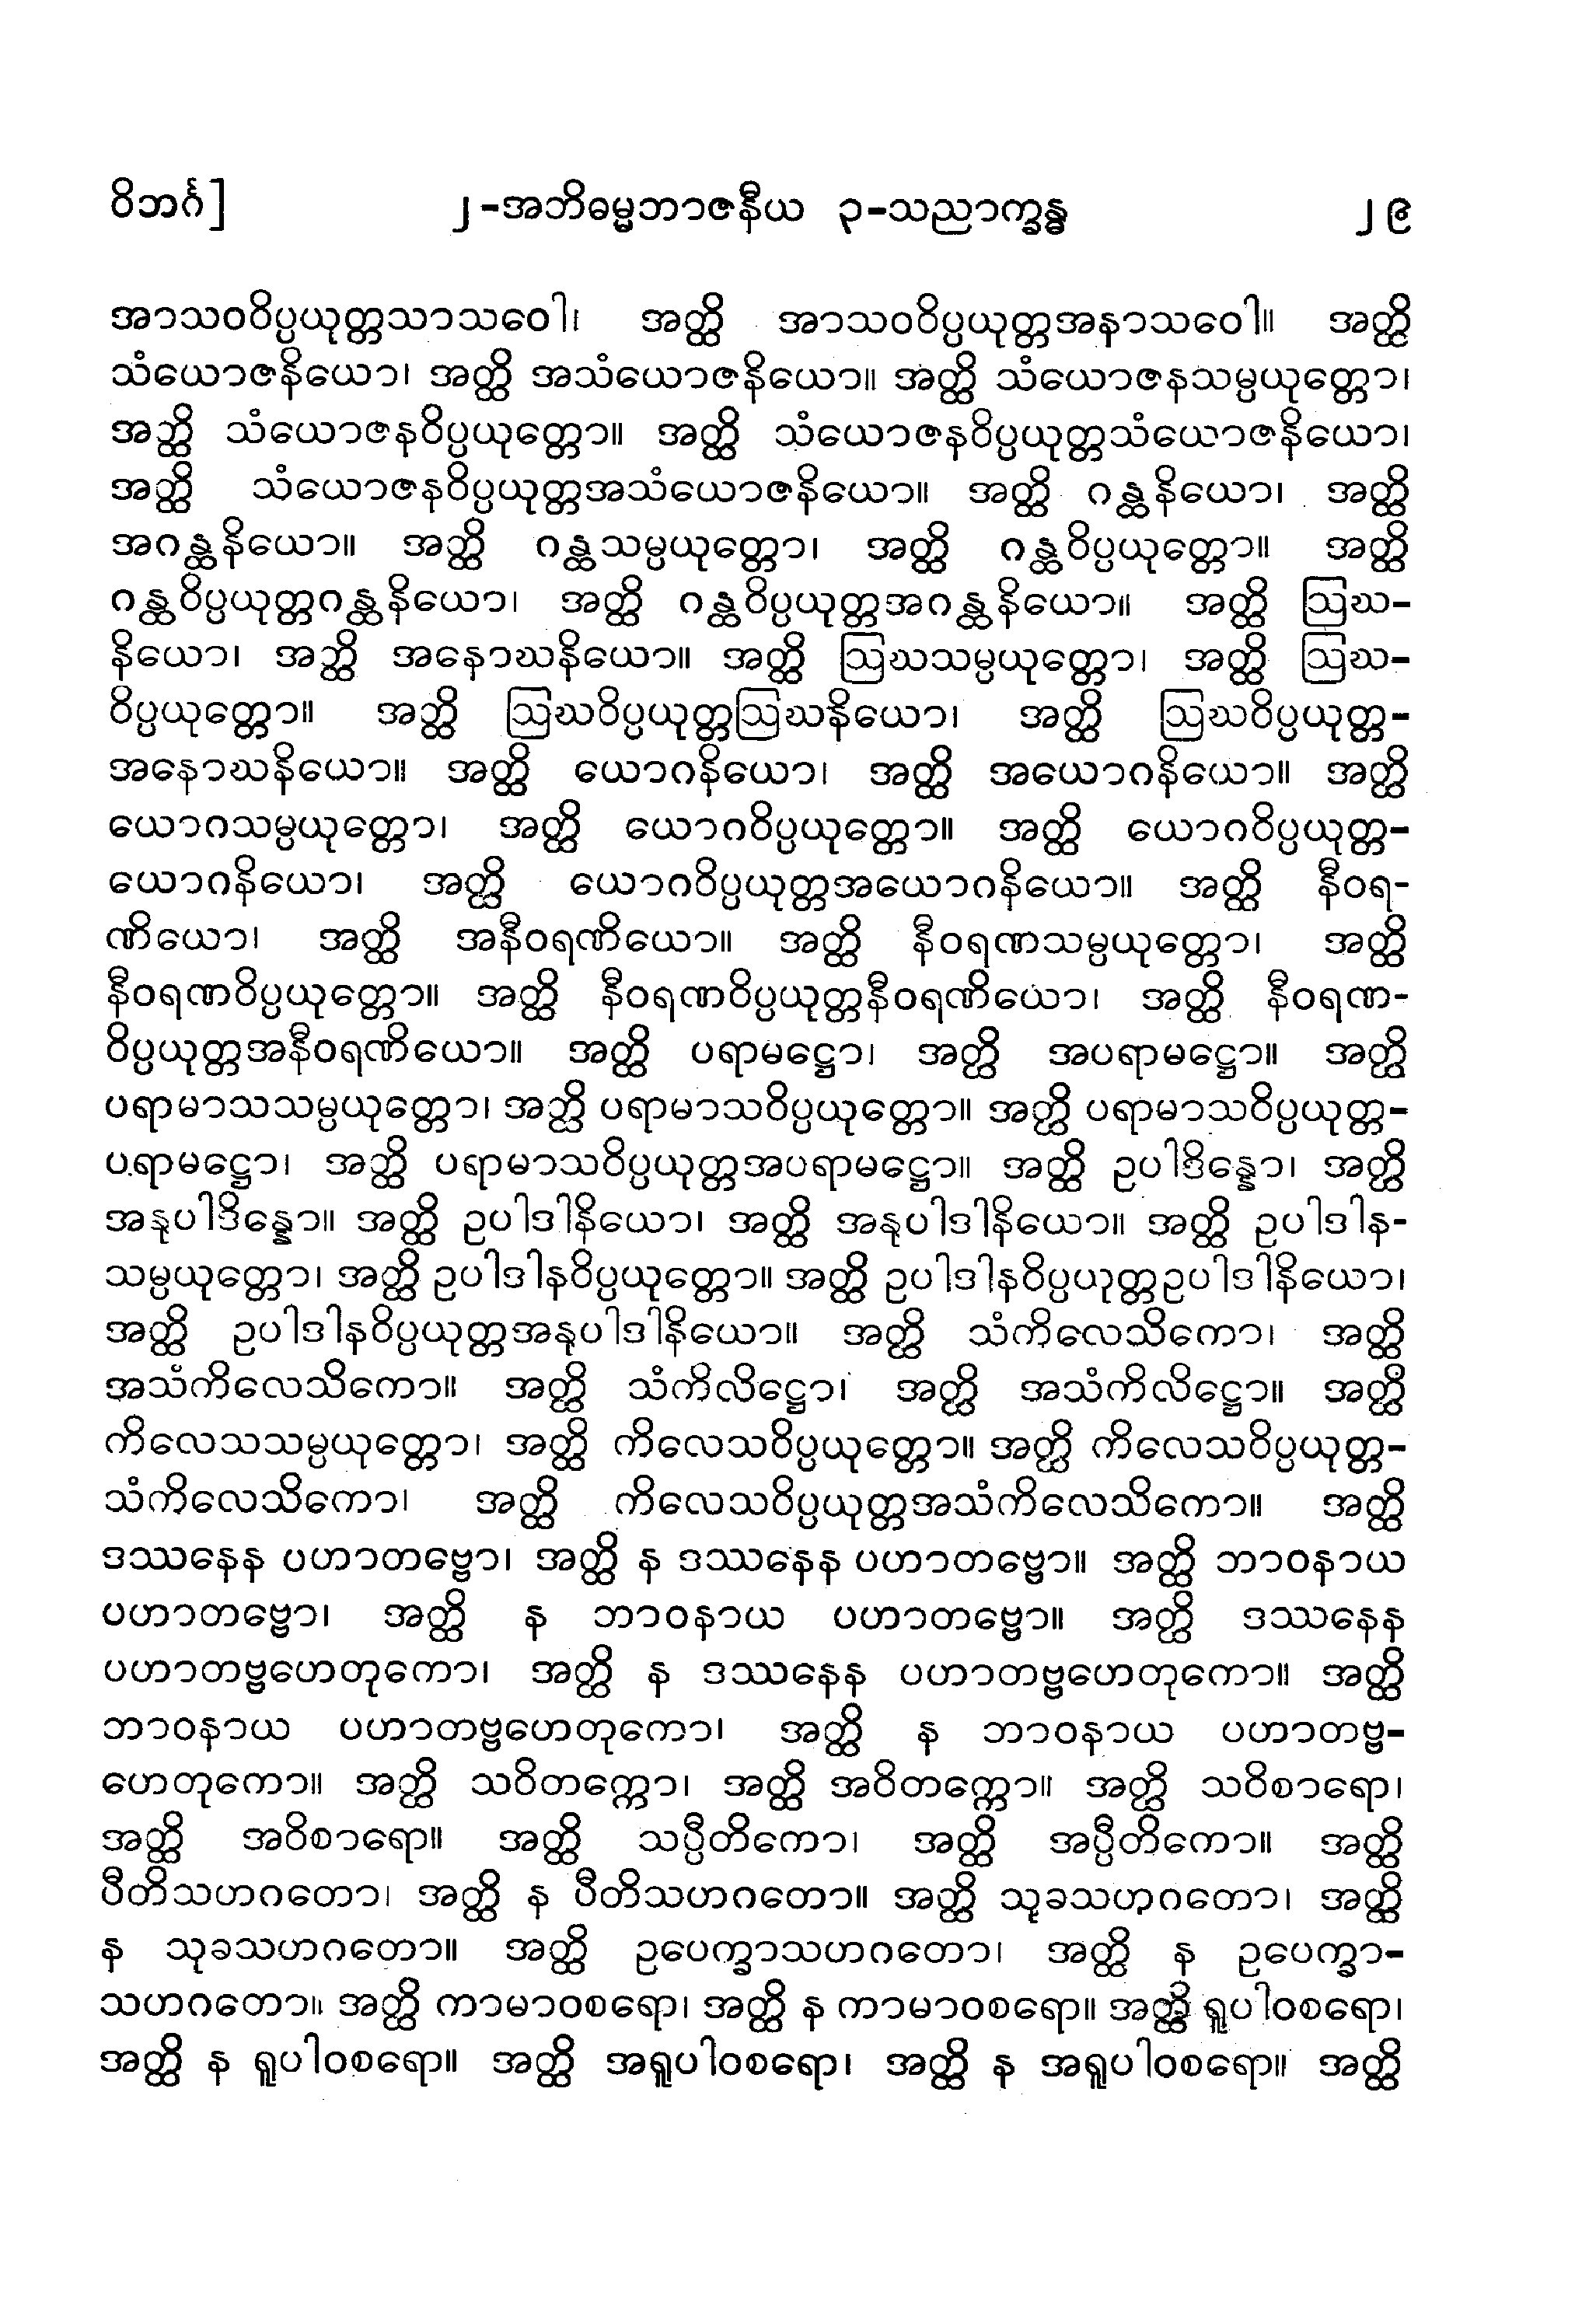 ဝိဘင်္ဂ] ၂-အဘိဓမ္မဘာဇနီယ ၃-သညာက္ခန္ဓ ၂၉
အာသဝဝိပ္ပယုတ္တသာသဝေါ၊ အတ္ထိ အာသဝဝိပ္ပယုတ္တအနာသဝေါ။ အတ္ထိ
သံယောဇနိယော၊ အတ္ထိ အသံယောဇနိယော။ အတ္ထိ သံယောဇနသမ္ပယုတ္တော၊
အတ္ထိ သံယောဇနဝိပ္ပယုတ္တော။ အတ္ထိ သံယောဇနဝိပ္ပယုတ္တသံယောဇနိယော၊
အတ္ထိ သံယောဇနဝိပ္ပယုတ္တအသံယောဇနိယော။ အတ္ထိ ဂန္ထနိယော၊ အတ္ထိ
အဂန္ထနိယော။ အတ္ထိ ဂန္ထသမ္ပယုတ္တော၊ အတ္ထိ ဂန္ထဝိပ္ပယုတ္တော။ အတ္ထိ
ဂန္ထဝိပ္ပယုတ္တဂန္ထနိယော၊ အတ္ထိ ဂန္ထဝိပ္ပယုတ္တအဂန္ထနိယော။ အတ္ထိ ဩဃ-
နိယော၊ အတ္ထိ အနောဃနိယော။ အတ္ထိ ဩဃသမ္ပယုတ္တော၊ အတ္ထိ ဩဃ-
ဝိပ္ပယုတ္တော။ အတ္ထိ ဩဃဝိပ္ပယုတ္တဩဃနိယော၊ အတ္ထိ ဩဃဝိပ္ပယုတ္တ-
အနောဃနိယော။ အတ္ထိ ယောဂနိယော၊ အတ္ထိ အယောဂနိယော။ အတ္ထိ
ယောဂသမ္ပယုတ္တော၊ အတ္ထိ ယောဂဝိပ္ပယုတ္တော။ အတ္ထိ ယောဂဝိပ္ပယုတ္တ-
ယောဂနိယော၊ အတ္ထိ ယောဂဝိပ္ပယုတ္တအယောဂနိယော။ အတ္ထိ နီဝရ-
ဏိယော၊ အတ္ထိ အနီဝရဏိယော။ အတ္ထိ နီဝရဏသမ္ပယုတ္တော၊ အတ္ထိ
နီဝရဏဝိပ္ပယုတ္တော။ အတ္ထိ နီဝရဏဝိပ္ပယုတ္တနီဝရဏိယော၊ အတ္ထိ နီဝရဏ-
ဝိပ္ပယုတ္တအနီဝရဏိယော။ အတ္ထိ ပရာမဋ္ဌော၊ အတ္ထိ အပရာမဋ္ဌော။ အတ္ထိ
ပရာမာသသမ္ပယုတ္တော၊ အတ္ထိ ပရာမာသဝိပ္ပယုတ္တော။ အတ္ထိ ပရာမာသဝိပ္ပယုတ္တ-
ပရာမဋ္ဌော၊ အတ္ထိ ပရာမာသဝိပ္ပယုတ္တအပရာမဋ္ဌော။ အတ္ထိ ဥပါဒိန္နော၊ အတ္ထိ
အနုပါဒိန္နော။ အတ္ထိ ဥပါဒါနိယော၊ အတ္ထိ အနုပါဒါနိယော။ အတ္ထိ ဥပါဒါန-
သမ္ပယုတ္တော၊ အတ္ထိ ဥပါဒါနဝိပ္ပယုတ္တော။ အတ္ထိ ဥပါဒါနဝိပ္ပယုတ္တဥပါဒါနိယော၊
အတ္ထိ ဥပါဒါနဝိပ္ပယုတ္တအနုပါဒါနိယော။ အတ္ထိ သံကိလေသိကော၊ အတ္ထိ
အသံကိလေသိကော။ အတ္ထိ သံကိလိဋ္ဌော၊ အတ္ထိ အသံကိလိဋ္ဌော။ အတ္ထိ
ကိလေသသမ္ပယုတ္တော၊ အတ္ထိ ကိလေသဝိပ္ပယုတ္တော။ အတ္ထိ ကိလေသဝိပ္ပယုတ္တ-
သံကိလေသိကော၊ အတ္ထိ ကိလေသဝိပ္ပယုတ္တအသံကိလေသိကော။ အတ္ထိ
ဒဿနေန ပဟာတဗ္ဗော၊ အတ္ထိ န ဒဿနေန ပဟာတဗ္ဗော။ အတ္ထိ ဘာဝနာယ
ပဟာတဗ္ဗော၊ အတ္ထိ န ဘာဝနာယ ပဟာတဗ္ဗော။ အတ္ထိ ဒဿနေန
ပဟာတဗ္ဗဟေတုကော၊ အတ္ထိ န ဒဿနေန ပဟာတဗ္ဗဟေတုကော။ အတ္ထိ
ဘာဝနာယ ပဟာတဗ္ဗဟေတုကော၊ အတ္ထိ န ဘာဝနာယ ပဟာတဗ္ဗ-
ဟေတုကော။ အတ္ထိ သဝိတက္ကော၊ အတ္ထိ အဝိတက္ကော။ အတ္ထိ သဝိစာရော၊
အတ္ထိ အဝိစာရော။ အတ္ထိ သပ္ပီတိကော၊ အတ္ထိ အပ္ပီတိကော။ အတ္ထိ
ပီတိသဟဂတော၊ အတ္ထိ န ပီတိသဟဂတော။ အတ္ထိ သုခသဟဂတော၊ အတ္ထိ
န သုခသဟဂတော။ အတ္ထိ ဥပေက္ခာသဟဂတော၊ အတ္ထိ န ဥပေက္ခာ-
သဟဂတော။ အတ္ထိ ကာမာဝစရော၊ အတ္ထိ န ကာမာဝစရော။ အတ္ထိ ရူပါဝစရော၊
အတ္ထိ န ရူပါဝစရော။ အတ္ထိ အရူပါဝစရော၊ အတ္ထိ န အရူပါဝစရော။ အတ္ထိ